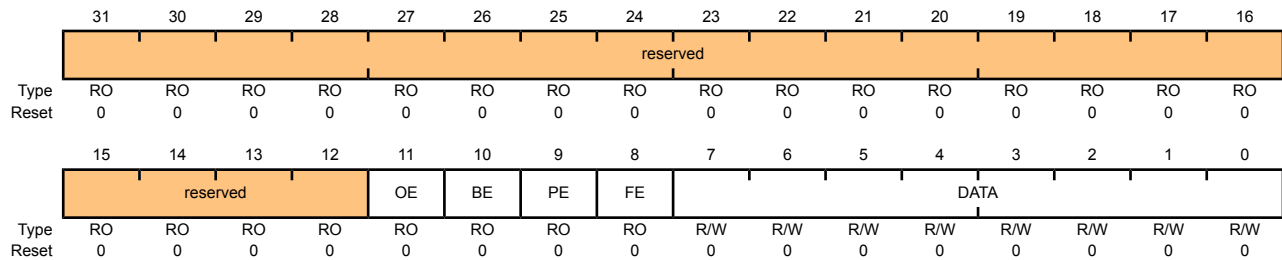 31 30 29 28 27 26 25 24 23 22 21 20 19 18 17 16
reserved
Type RO RO RO RO RO RO RO RO RO RO RO RO RO RO RO RO
Reset 0 0 0 0 0 0 0 0 0 0 0 0 0 0 0 0
15 14 13 12 11 10 9 8 7 6 5 4 3 2 1 0
reserved OE BE PE FE DATA
Type RO RO RO RO RO RO RO RO R/W R/W R/W R/W R/W R/W R/W R/W
Reset 0 0 0 0 0 0 0 0 0 0 0 0 0 0 0 0